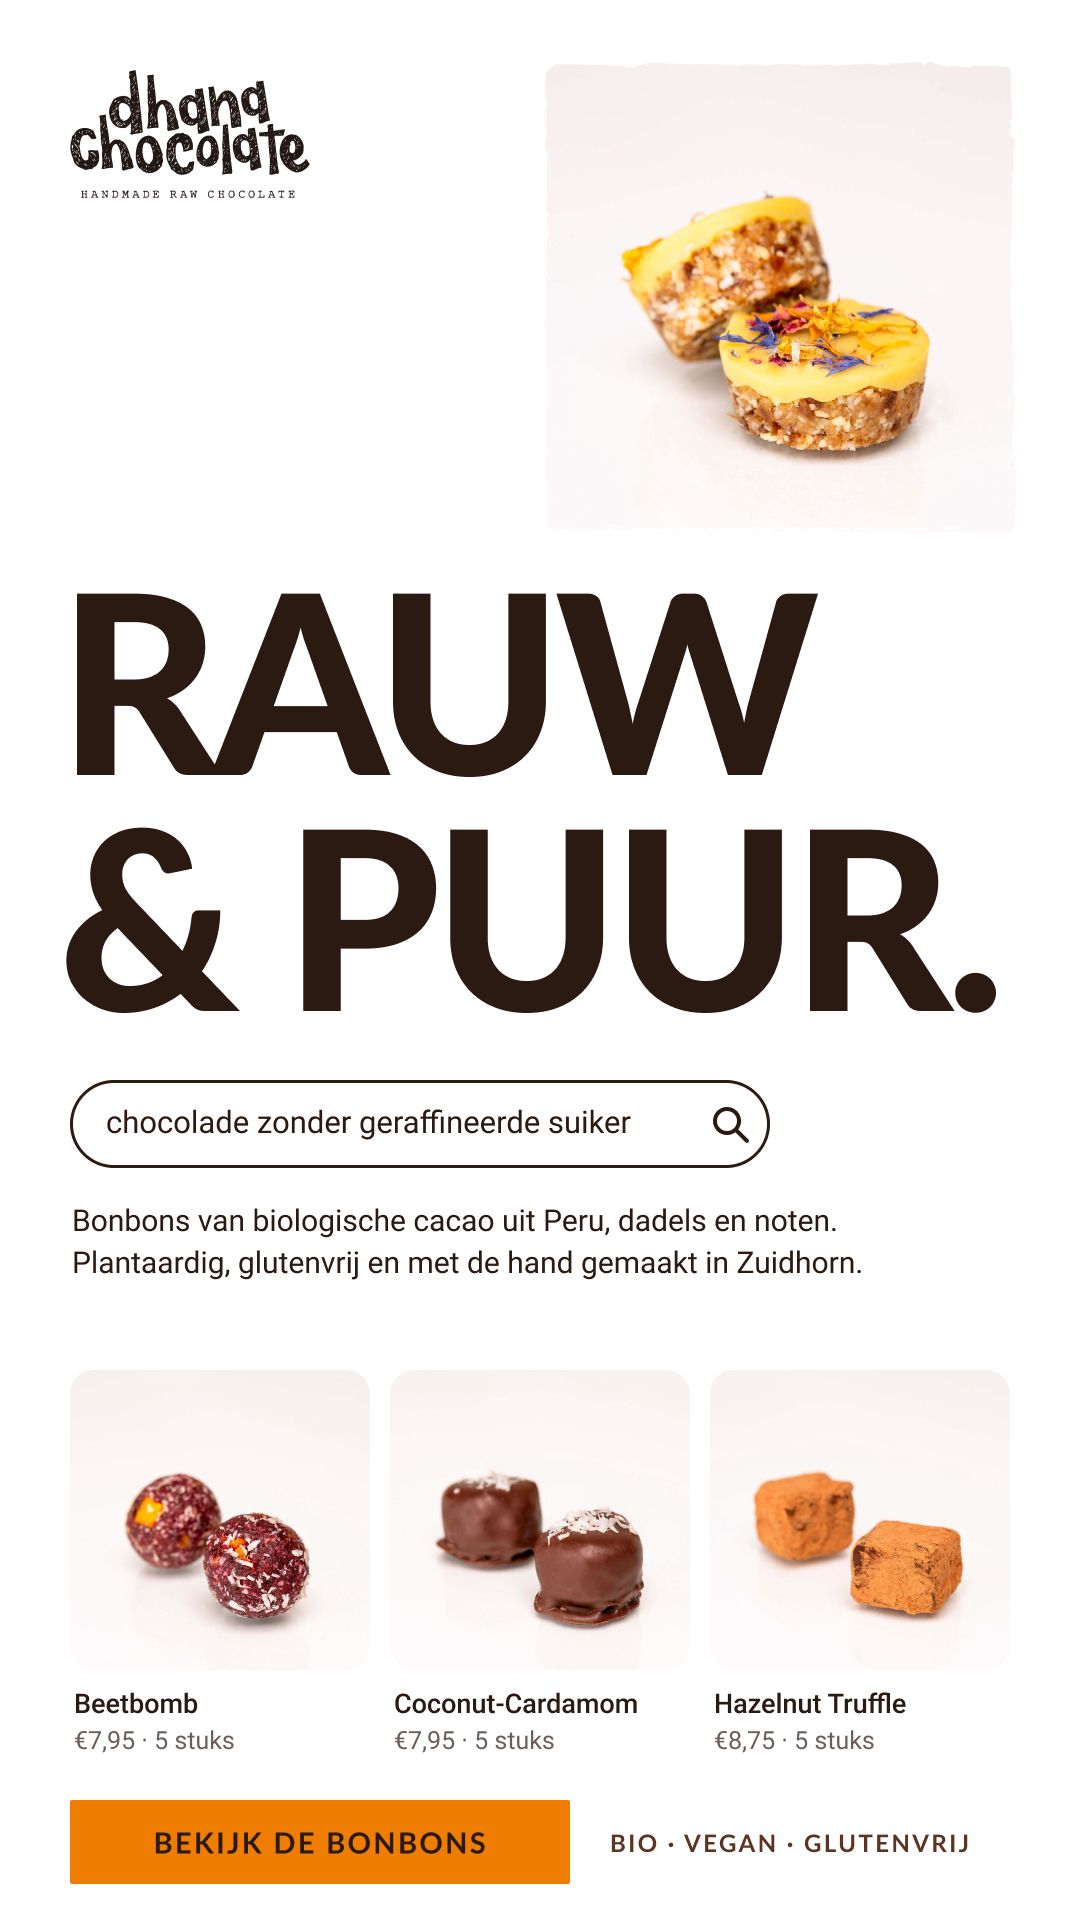 dhana
chocolate
HANDMADE RAW CHOCOLATE
RAUW
& PUUR.
chocolade zonder geraffineerde suiker
Bonbons van biologische cacao uit Peru, dadels en noten.
Plantaardig, glutenvrij en met de hand gemaakt in Zuidhorn.
Beetbomb
€7,95 · 5 stuks
Coconut-Cardamom
€7,95 · 5 stuks
Hazelnut Truffle
€8,75 · 5 stuks
BEKIJK DE BONBONS
BIO · VEGAN · GLUTENVRIJ